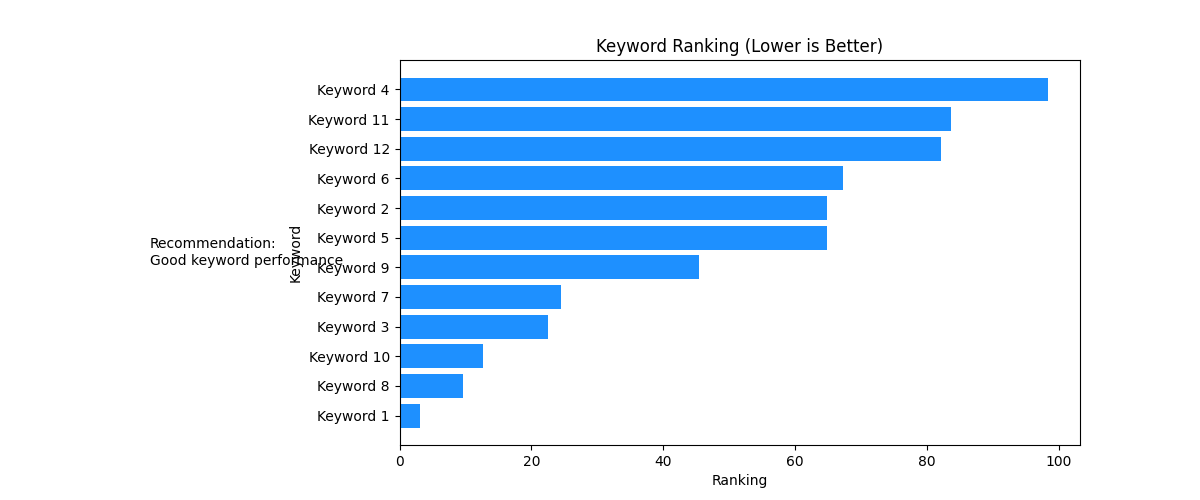 Keyword Ranking (Lower is Better)
Keyword 4
Keyword 11
Keyword 12
Keyword 6
Keyword 2
Keyword 5
Keyword 9
Keyword 7
Keyword 3
Keyword 10
Keyword 8
Keyword 1
Keyword
Recommendation:
Good keyword performance
0 20 40 60 80 100
Ranking